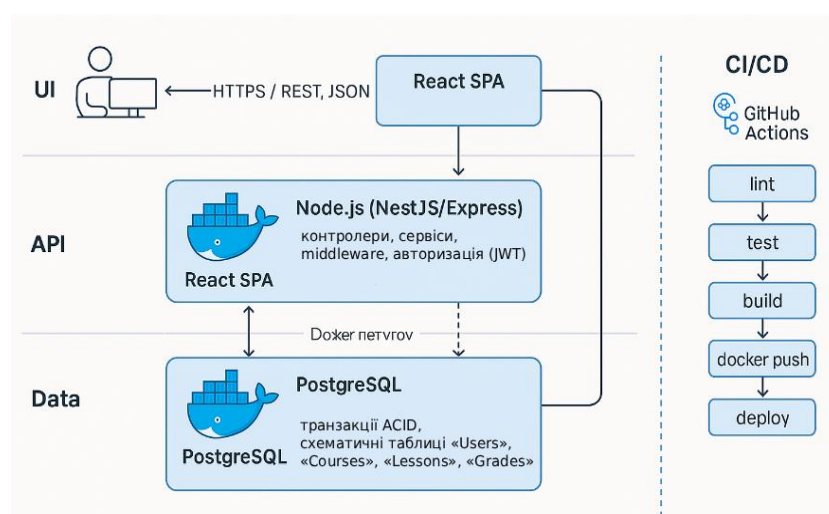 UI
HTTPS / REST, JSON
React SPA
API
Node.js (NestJS/Express)
контролери, сервіси,
middleware, авторизація (JWT)
React SPA
Doжer пetvгov
Data
PostgreSQL
транзакції ACID,
схематичні таблиці «Users»,
«Courses», «Lessons», «Grades»
PostgreSQL
CI/CD
GitHub
Actions
lint
test
build
docker push
deploy